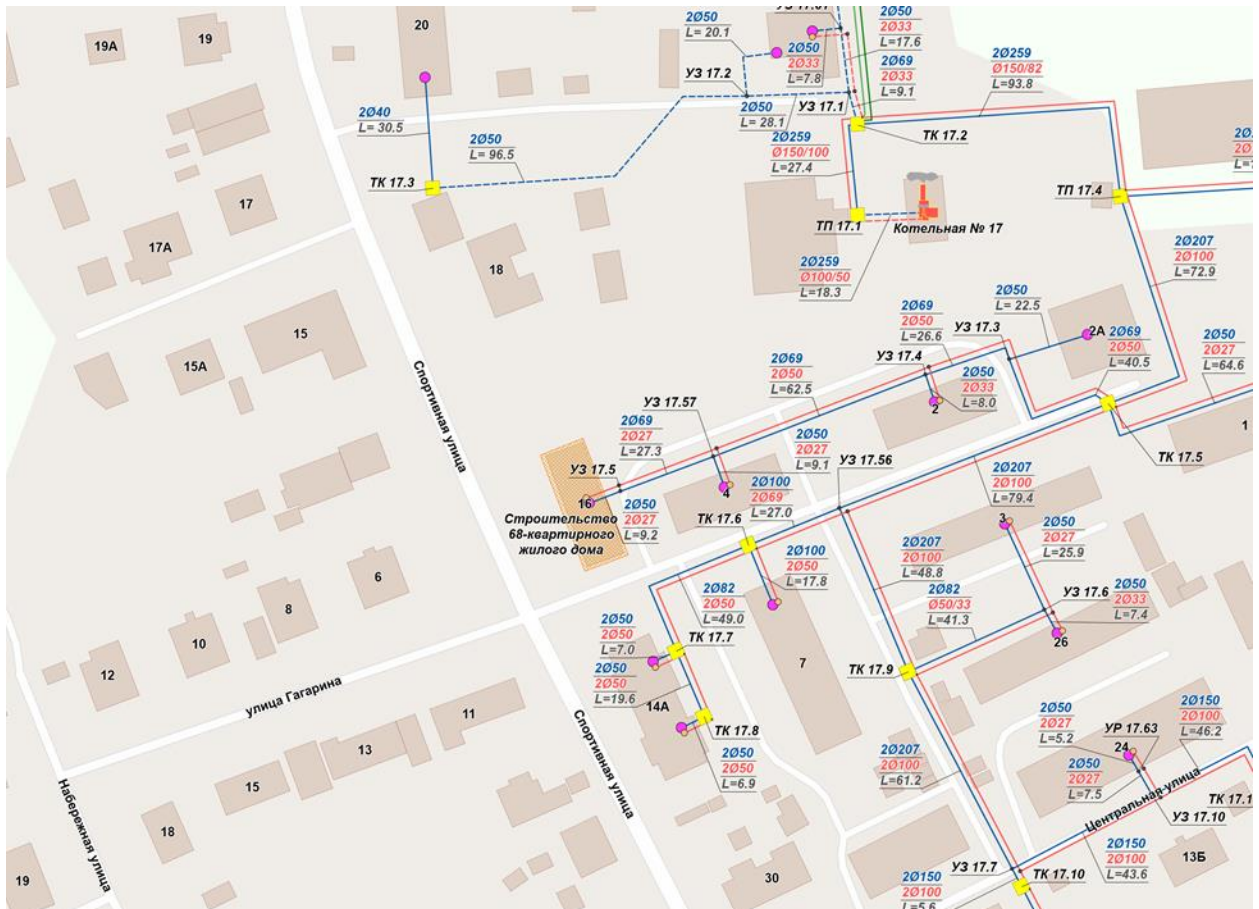 УЗ 17.61
20
19А
19
2Ø50
L= 20.1
2Ø50
2Ø33
L=7.8
2Ø50
2Ø33
L=17.6
2Ø259
Ø150/82
L=93.8
УЗ 17.2
2Ø69
2Ø33
L=9.1
2Ø40
L= 30.5
2Ø50
L= 28.1
УЗ 17.1
ТК 17.2
2Ø50
L= 96.5
2Ø259
Ø150/100
L=27.4
ТК 17.3
ТП 17.4
17
17А
18
ТП 17.1
Котельная № 17
2Ø259
Ø100/50
L=18.3
2Ø207
2Ø100
L=72.9
2Ø69
2Ø50
L=26.6
УЗ 17.3
2Ø50
L= 22.5
2А
2Ø69
2Ø50
L=40.5
2Ø50
2Ø27
L=64.6
15
15А
Спортивная улица
2Ø69
2Ø50
L=62.5
УЗ 17.4
2Ø50
2Ø33
L=8.0
2
УЗ 17.57
2Ø69
2Ø27
L=27.3
1
УЗ 17.5
2Ø50
2Ø27
L=9.1
УЗ 17.56
ТК 17.5
4
16
Строительство
68-квартирного
жилого дома
2Ø50
2Ø27
L=9.2
2Ø100
2Ø69
L=27.0
ТК 17.6
2Ø207
2Ø100
L=79.4
3
2Ø50
2Ø27
L=25.9
2Ø207
2Ø100
L=48.8
2Ø100
2Ø50
L=17.8
6
8
2Ø82
2Ø50
L=49.0
2Ø82
Ø50/33
L=41.3
УЗ 17.6
2Ø50
2Ø33
L=7.4
26
10
12
2Ø50
2Ø50
L=7.0
ТК 17.7
7
ТК 17.9
2Ø50
2Ø50
L=19.6
14А
улица Гагарина
11
13
15
ТК 17.8
2Ø50
2Ø50
L=6.9
Спортивная улица
2Ø50
2Ø27
L=5.2
УР 17.63
24
2Ø150
2Ø100
L=46.2
2Ø207
2Ø100
L=61.2
2Ø50
2Ø27
L=7.5
Центральная улица
ТК 17.1
УЗ 17.10
Набережная улица
18
19
30
УЗ 17.7
ТК 17.10
2Ø150
2Ø100
L=43.6
13Б
2Ø150
2Ø100
L=5.6